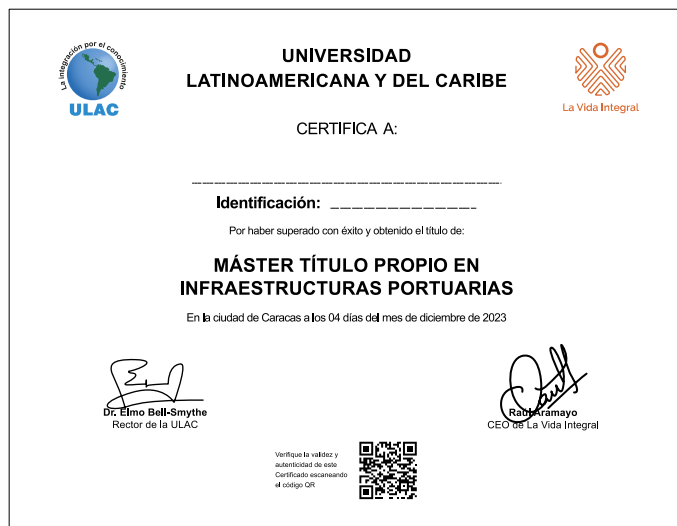 La integración por el conocimiento
ULAC
UNIVERSIDAD
LATINOAMERICANA Y DEL CARIBE
La Vida Integral
CERTIFICA A:
Identificación:
Por haber superado con éxito y obtenido el título de:
MÁSTER TÍTULO PROPIO EN
INFRAESTRUCTURAS PORTUARIAS
En la ciudad de Caracas a los 04 días del mes de diciembre de 2023
Dr. Elmo Bell-Smythe
Rector de la ULAC
Raúl Aramayo
CEO de La Vida Integral
Verifique la validez y
autenticidad de este
Certificado escaneando
el código QR